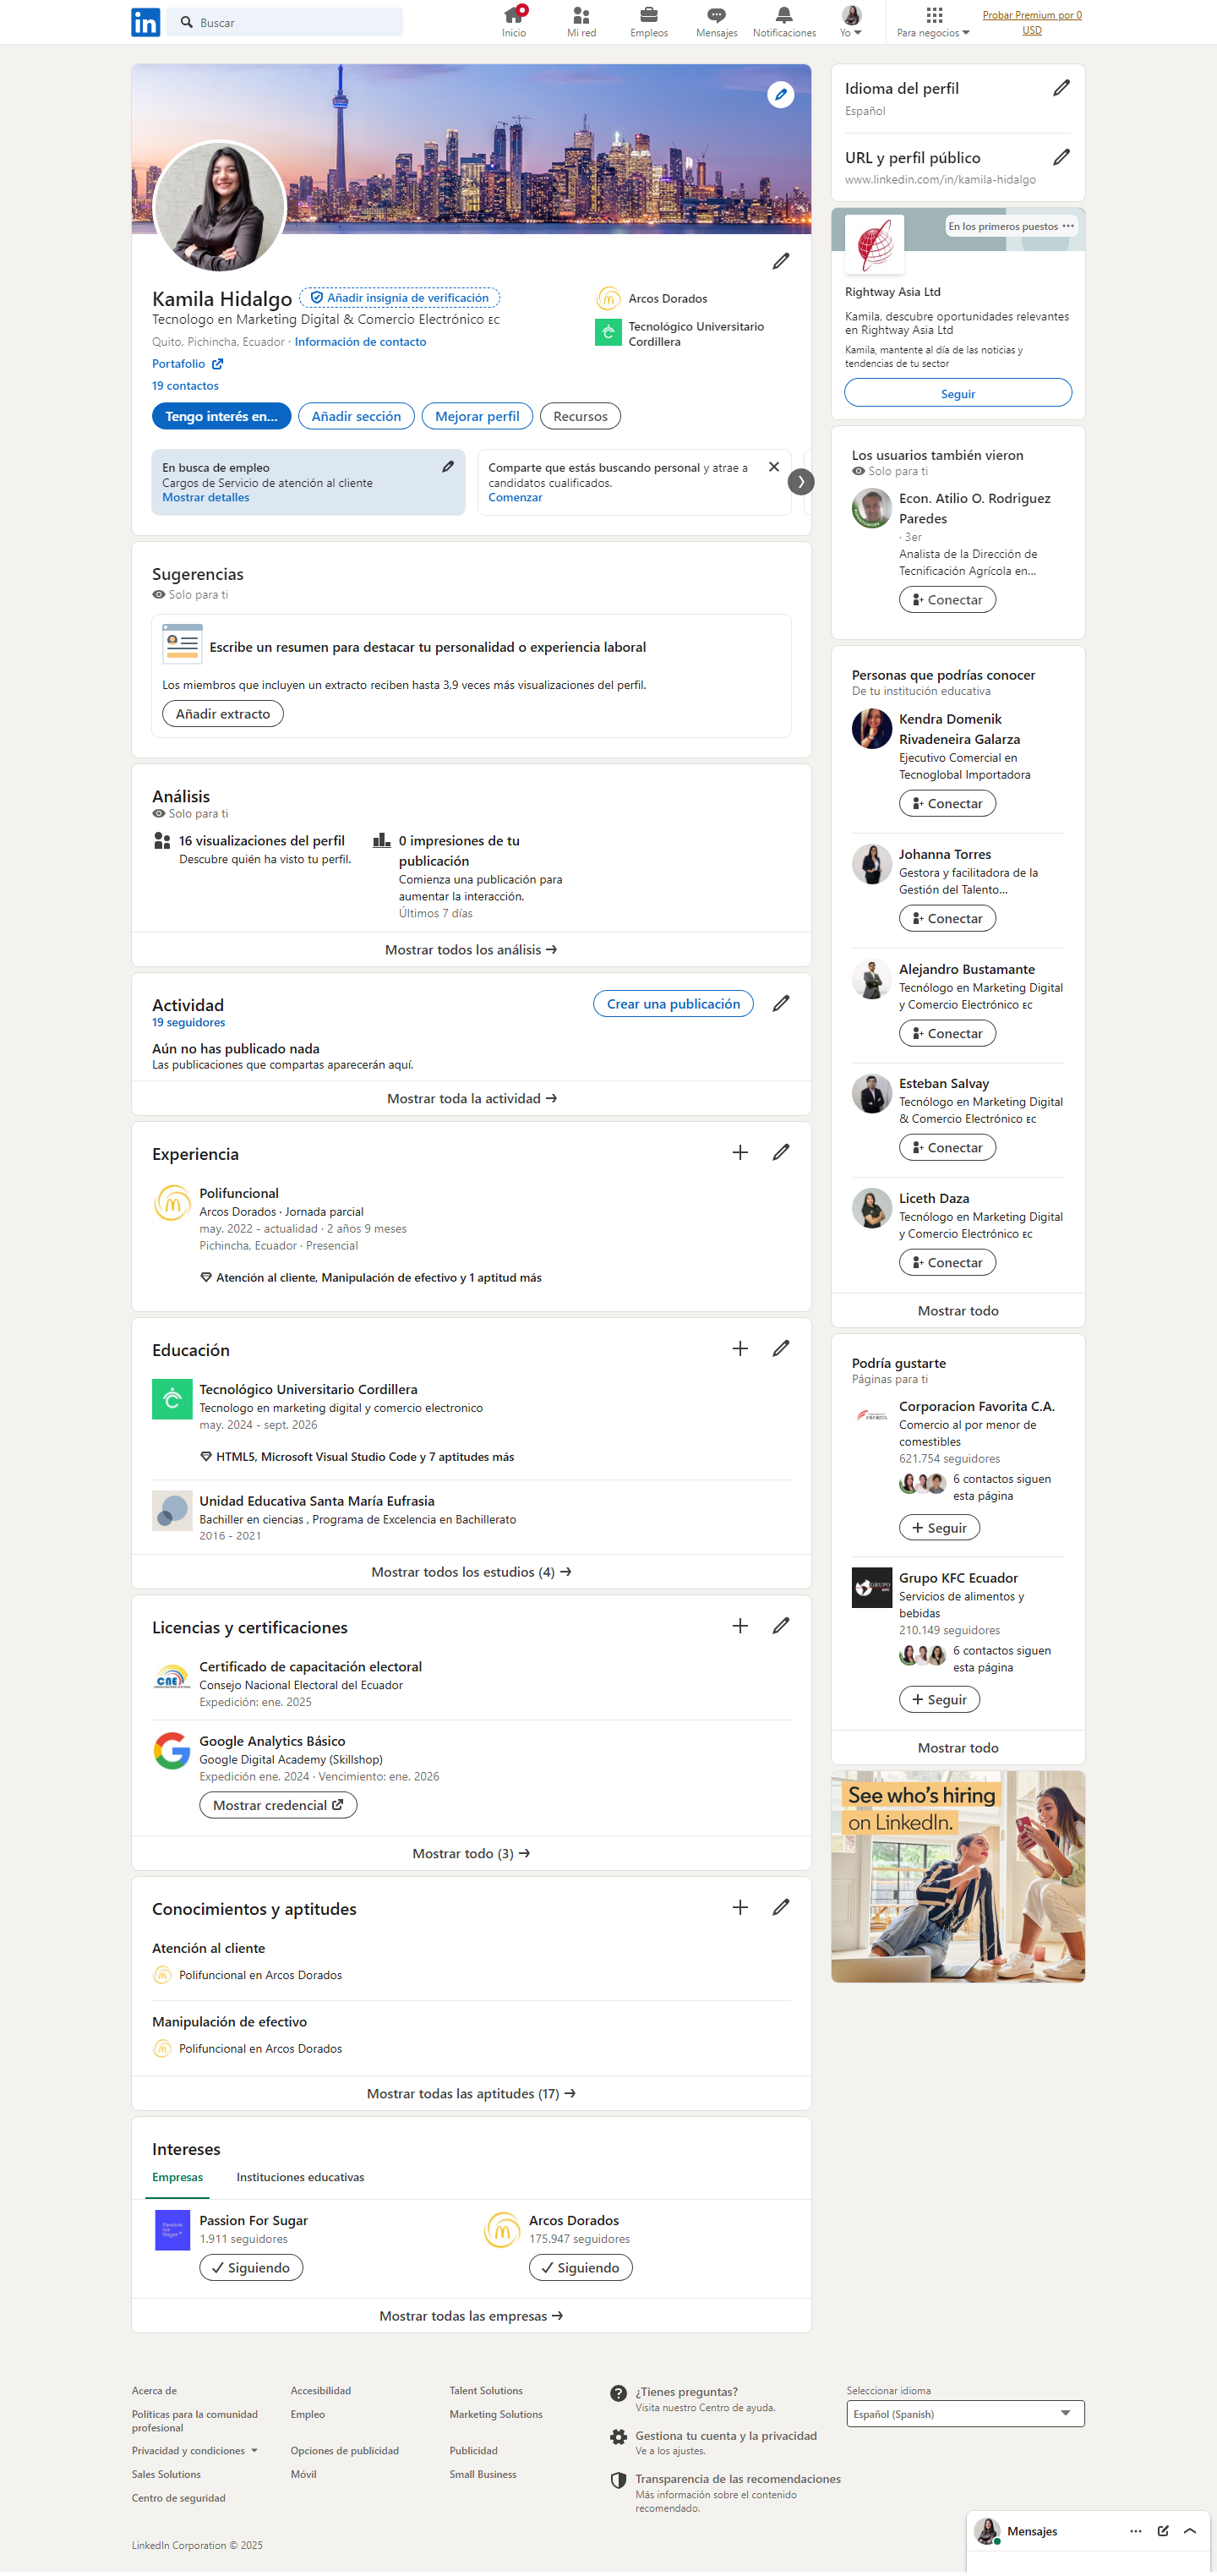 in
Buscar
Inicio
Mi red
Empleos
Mensajes
Notificaciones
Yo
Para negocios
Probar Premium por 0
USD
Kamila Hidalgo
Añadir insignia de verificación
Tecnologo en Marketing Digital & Comercio Electrónico EC
Quito, Pichincha, Ecuador · Información de contacto
Portafolio
19 contactos
Arcos Dorados
Tecnológico Universitario
Cordillera
Tengo interés en...
Añadir sección
Mejorar perfil
Recursos
En busca de empleo
Cargos de Servicio de atención al cliente
Mostrar detalles
Comparte que estás buscando personal y atrae a
candidatos cualificados.
Comenzar
Sugerencias
Solo para ti
Escribe un resumen para destacar tu personalidad o experiencia laboral
Los miembros que incluyen un extracto reciben hasta 3,9 veces más visualizaciones del perfil.
Añadir extracto
Análisis
Solo para ti
16 visualizaciones del perfil
Descubre quién ha visto tu perfil.
0 impresiones de tu
publicación
Comienza una publicación para
aumentar la interacción.
Últimos 7 días
Mostrar todos los análisis
Actividad
19 seguidores
Crear una publicación
Aún no has publicado nada
Las publicaciones que compartas aparecerán aquí.
Mostrar toda la actividad
Experiencia
Polifuncional
Arcos Dorados · Jornada parcial
may. 2022 - actualidad · 2 años 9 meses
Pichincha, Ecuador · Presencial
Atención al cliente, Manipulación de efectivo y 1 aptitud más
Educación
Tecnológico Universitario Cordillera
Tecnologo en marketing digital y comercio electronico
may. 2024 - sept. 2026
HTML5, Microsoft Visual Studio Code y 7 aptitudes más
Unidad Educativa Santa María Eufrasia
Bachiller en ciencias , Programa de Excelencia en Bachillerato
2016 - 2021
Mostrar todos los estudios (4)
Licencias y certificaciones
CNE
Certificado de capacitación electoral
Consejo Nacional Electoral del Ecuador
Expedición: ene. 2025
Google Analytics Básico
Google Digital Academy (Skillshop)
Expedición ene. 2024 · Vencimiento: ene. 2026
Mostrar credencial
Mostrar todo (3)
Conocimientos y aptitudes
Atención al cliente
Polifuncional en Arcos Dorados
Manipulación de efectivo
Polifuncional en Arcos Dorados
Mostrar todas las aptitudes (17)
Intereses
Empresas
Instituciones educativas
Passion For Sugar
1.911 seguidores
Siguiendo
Arcos Dorados
175.947 seguidores
Siguiendo
Mostrar todas las empresas
Idioma del perfil
Español
URL y perfil público
www.linkedin.com/in/kamila-hidalgo
En los primeros puestos
Rightway Asia Ltd
Kamila, descubre oportunidades relevantes
en Rightway Asia Ltd
Kamila, mantente al día de las noticias y
tendencias de tu sector
Seguir
Los usuarios también vieron
Solo para ti
Econ. Atilio O. Rodriguez
Paredes
· 3er
Analista de la Dirección de
Tecnificación Agrícola en...
Conectar
Personas que podrías conocer
De tu institución educativa
Kendra Domenik
Rivadeneira Galarza
Ejecutivo Comercial en
Tecnoglobal Importadora
Conectar
Johanna Torres
Gestora y facilitadora de la
Gestión del Talento...
Conectar
Alejandro Bustamante
Tecnólogo en Marketing Digital
y Comercio Electrónico EC
Conectar
Esteban Salvay
Tecnólogo en Marketing Digital
& Comercio Electrónico EC
Conectar
Liceth Daza
Tecnólogo en Marketing Digital
y Comercio Electrónico EC
Conectar
Mostrar todo
Podría gustarte
Páginas para ti
Corporacion Favorita C.A.
Comercio al por menor de
comestibles
621.754 seguidores
6 contactos siguen
esta página
Seguir
Grupo KFC Ecuador
Servicios de alimentos y
bebidas
210.149 seguidores
6 contactos siguen
esta página
Seguir
Mostrar todo
See who's hiring
on LinkedIn.
Acerca de
Accesibilidad
Talent Solutions
Políticas para la comunidad
profesional
Empleo
Marketing Solutions
Privacidad y condiciones
Opciones de publicidad
Publicidad
Sales Solutions
Móvil
Small Business
Centro de seguridad
¿Tienes preguntas?
Visita nuestro Centro de ayuda.
Gestiona tu cuenta y la privacidad
Ve a los ajustes.
Transparencia de las recomendaciones
Más información sobre el contenido
recomendado.
Seleccionar idioma
Español (Spanish)
LinkedIn Corporation © 2025
Mensajes